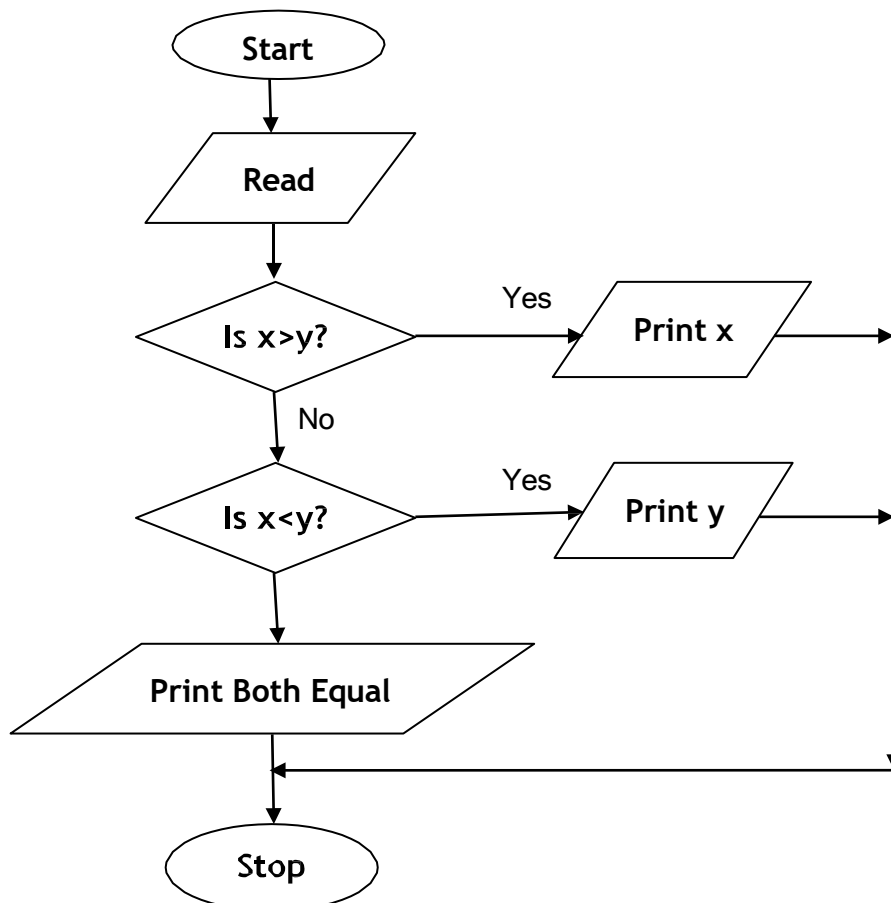 Start
Read
Is x>y?
Yes
Print x
No
Is x<y?
Yes
Print y
Print Both Equal
Stop